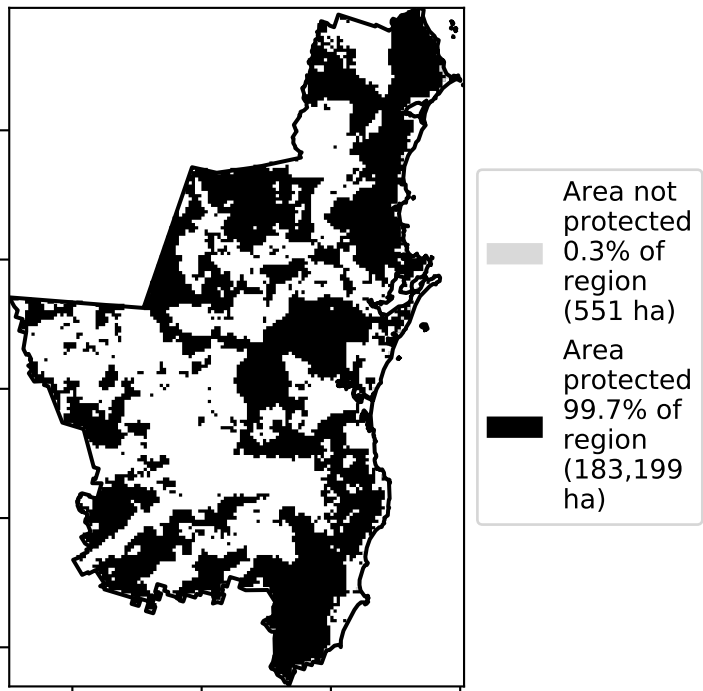 Area not
protected
0.3% of
region
(551 ha)
Area
protected
99.7% of
region
(183,199
ha)